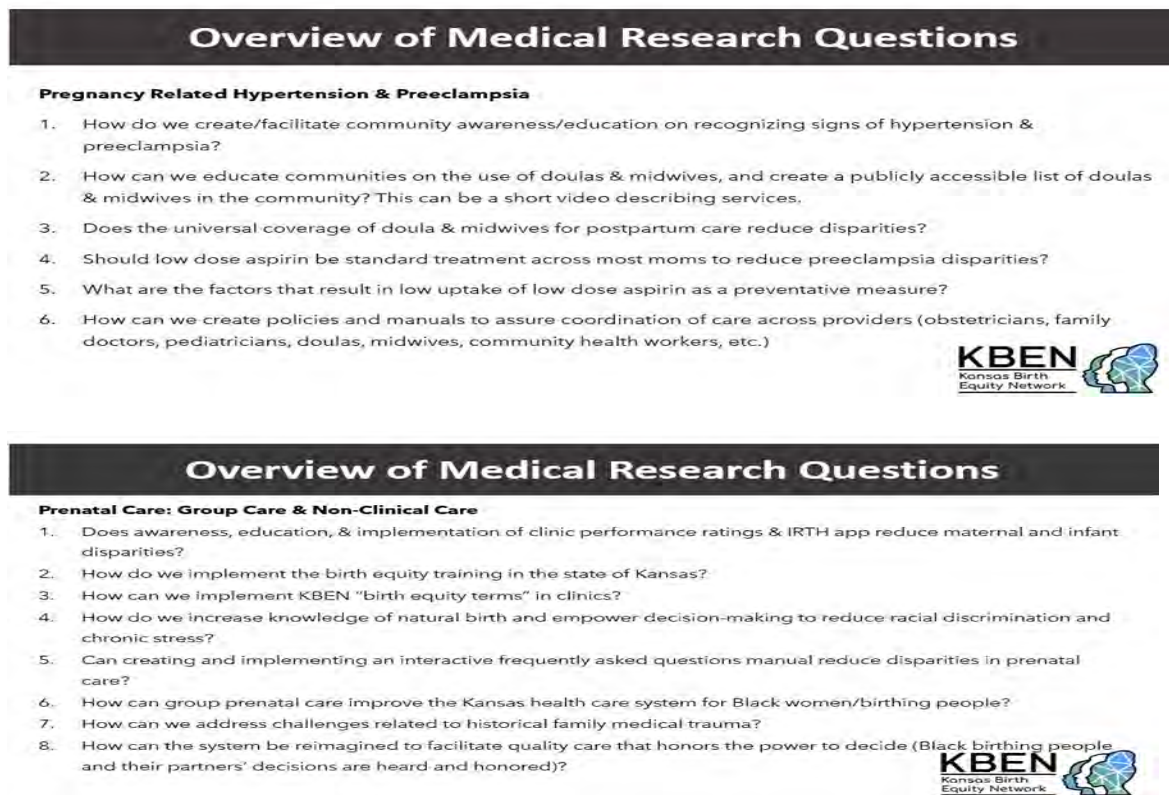 Overview of Medical Research Questions
Pregnancy Related Hypertension & Preeclampsia
1. How do we create/facilitate community awareness/education on recognizing signs of hypertension &
preeclampsia?
2. How can we educate communities on the use of doulas & midwives, and create a publicly accessible list of doulas
& midwives in the community? This can be a short video describing services.
3. Does the universal coverage of doula & midwives for postpartum care reduce disparities?
4. Should low dose aspirin be standard treatment across most moms to reduce preeclampsia disparities?
5. What are the factors that result in low uptake of low dose aspirin as a preventative measure?
6. How can we create policies and manuals to assure coordination of care across providers (obstetricians, family
doctors, pediatricians, doulas, midwives, community health workers, etc.)
KBEN
Kansas Birth
Equity Network
Overview of Medical Research Questions
Prenatal Care: Group Care & Non-Clinical Care
1. Does awareness, education, & implementation of clinic performance ratings & IRTH app reduce maternal and infant
disparities?
2. How do we implement the birth equity training in the state of Kansas?
3. How can we implement KBEN “birth equity terms” in clinics?
4. How do we increase knowledge of natural birth and empower decision-making to reduce racial discrimination and
chronic stress?
5. Can creating and implementing an interactive frequently asked questions manual reduce disparities in prenatal
care?
6. How can group prenatal care improve the Kansas health care system for Black women/birthing people?
7. How can we address challenges related to historical family medical trauma?
8. How can the system be reimagined to facilitate quality care that honors the power to decide (Black birthing people
and their partners’ decisions are heard and honored)?
KBEN
Kansas Birth
Equity Network